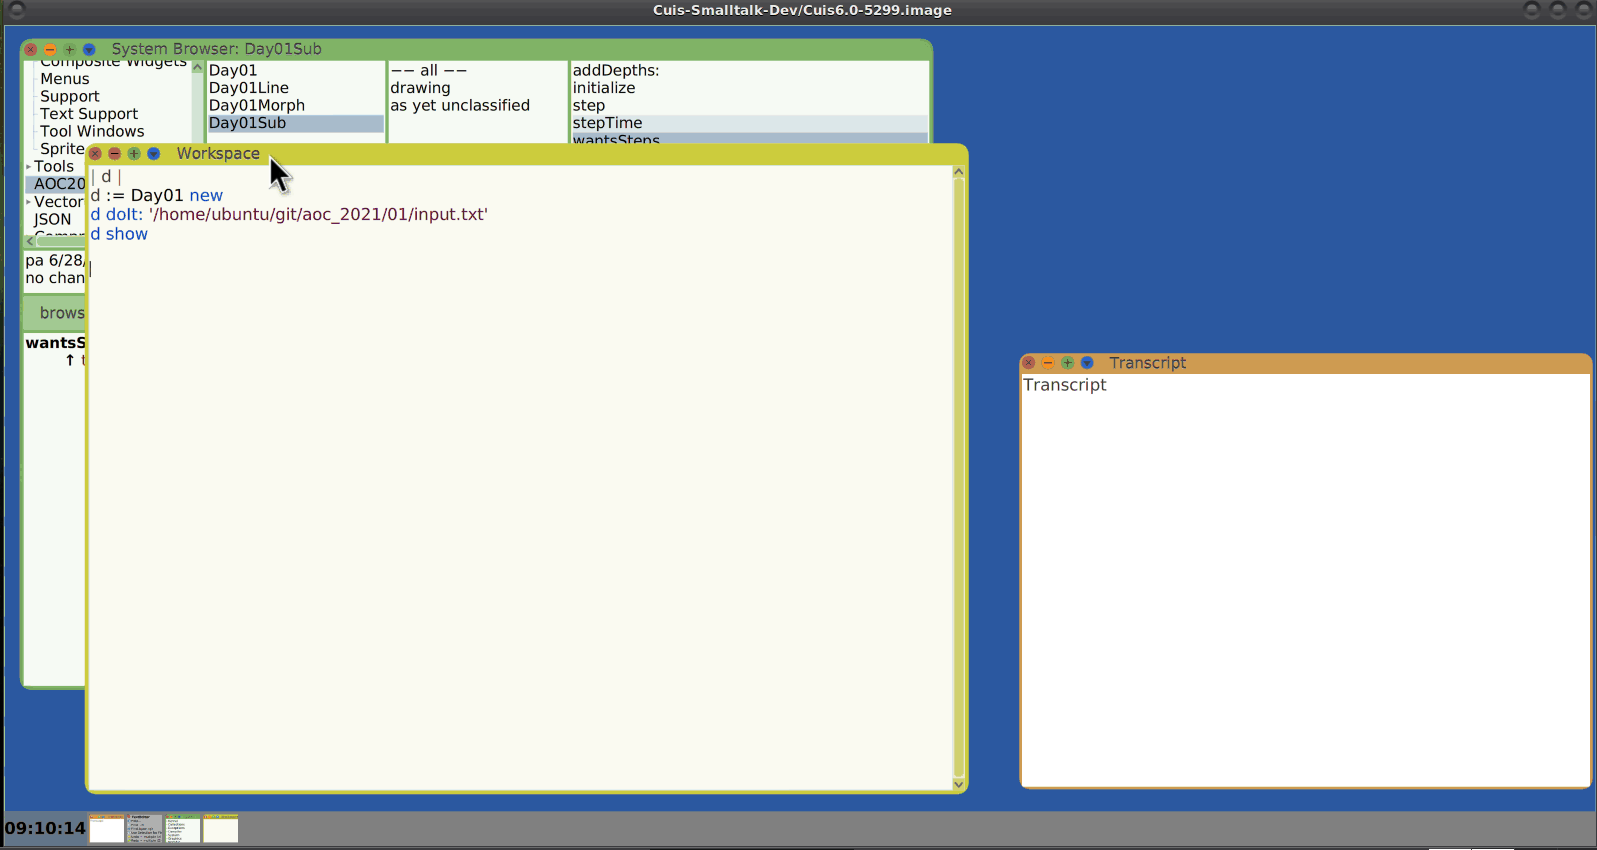 Cuis-Smalltalk-Dev/Cuis6.0-5299.image
System Browser: Day01Sub
Composite Widgets
Menus
Support
Text Support
Tool Windows
Sprite
Tools
AOC20
Vector
JSON
Day01
Day01Line
Day01Morph
Day01Sub
-- all --
drawing
as yet unclassified
addDepths:
initialize
step
stepTime
wantsSteps
pa 6/28/
no chan
brows
wantsS
↑ t
Workspace
| d |
d := Day01 new
d doIt: '/home/ubuntu/git/aoc_2021/01/input.txt'
d show
Transcript
Transcript
09:10:14